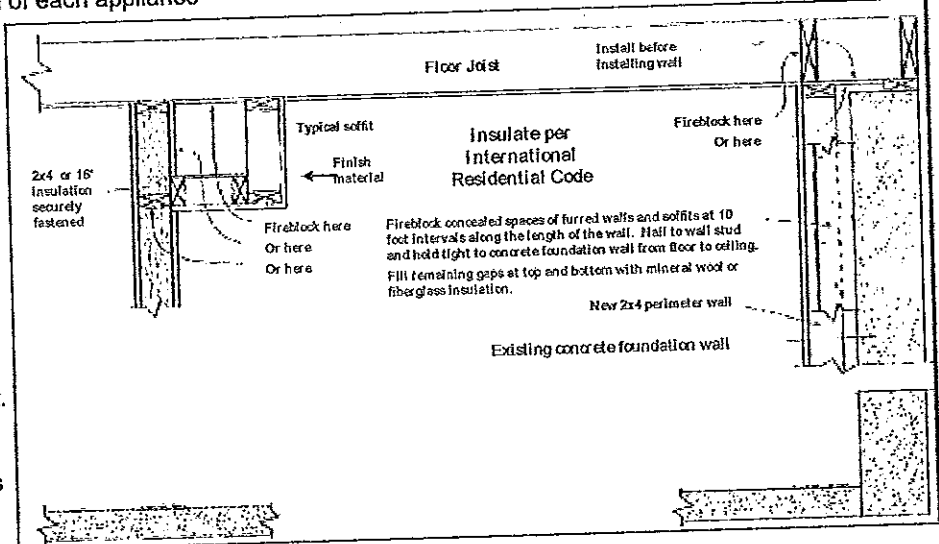 of each appliance
Floor Joist
Install before
Installing wall
Typical soffit
Finish
material
Insulate per
International
Residential Code
Fireblock here
Or here
2x4 or 16"
Insulation
securely
fastened
Fireblock here
Or here
Or here
Fireblock concealed spaces of furred walls and soffits at 10
foot intervals along the length of the wall. Nail to wall stud
and hold tight to concrete foundation wall from floor to ceiling.
Fill remaining gaps at top and bottom with mineral wool or
fiberglass insulation.
New 2x4 perimeter wall
Existing concrete foundation wall